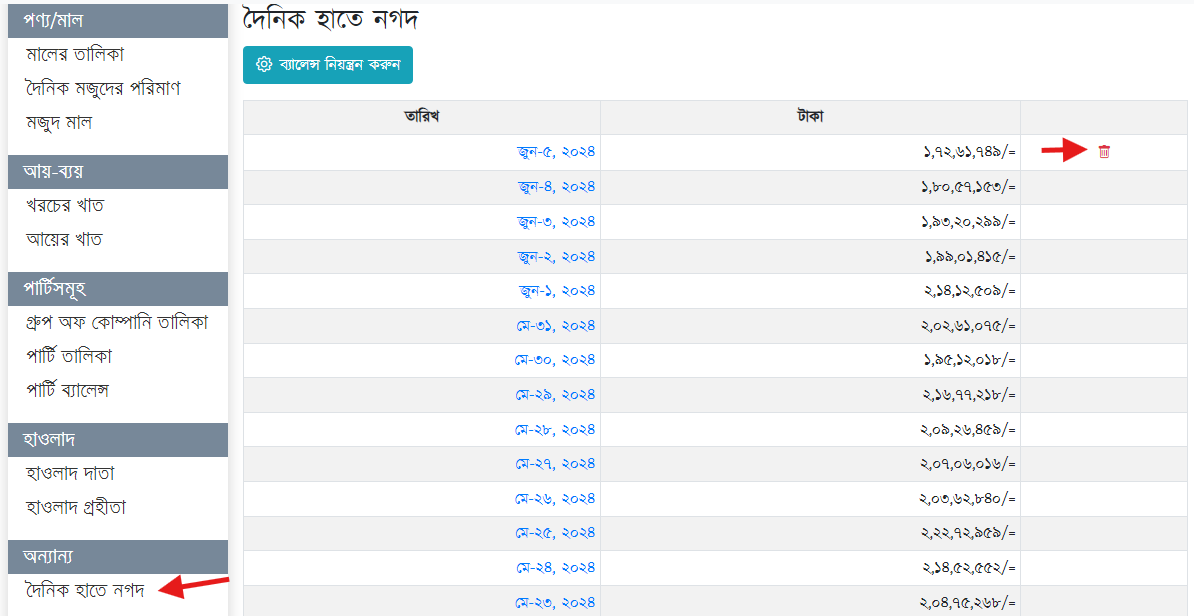 পণ্য/মাল
মালের তালিকা
দৈনিক মজুদের পরিমাণ
মজুদ মাল
আয়-ব্যয়
খরচের খাত
আয়ের খাত
পার্টিসমূহ
গ্রুপ অফ কোম্পানি তালিকা
পার্টি তালিকা
পার্টি ব্যালেন্স
হাওলাদ
হাওলাদ দাতা
হাওলাদ গ্রহীতা
অন্যান্য
দৈনিক হাতে নগদ
দৈনিক হাতে নগদ
ব্যালেন্স নিয়ন্ত্রন করুন
তারিখ টাকা
জুন-৫, ২০২৪ ১,৭২,৬১,৭৪৯/=
জুন-৪, ২০২৪ ১,৮০,৫৭,১৫৩/=
জুন-৩, ২০২৪ ১,৯৩,২০,২৯৯/=
জুন-২, ২০২৪ ১,৯৯,০১,৪১৫/=
জুন-১, ২০২৪ ২,১৪,১২,৫০৯/=
মে-৩১, ২০২৪ ২,০২,৬১,০৭৫/=
মে-৩০, ২০২৪ ১,৯৫,১২,০১৮/=
মে-২৯, ২০২৪ ২,১৬,৭৭,২১৮/=
মে-২৮, ২০২৪ ২,০৯,২৬,৪৫৯/=
মে-২৭, ২০২৪ ২,০৭,০৬,০১৬/=
মে-২৬, ২০২৪ ২,০৩,৬২,৮৪০/=
মে-২৫, ২০২৪ ২,২২,৭২,৯৫৯/=
মে-২৪, ২০২৪ ২,১৪,৫২,৫৫২/=
মে-২৩, ২০২৪ ২,০৪,৭৫,২৬৮/=